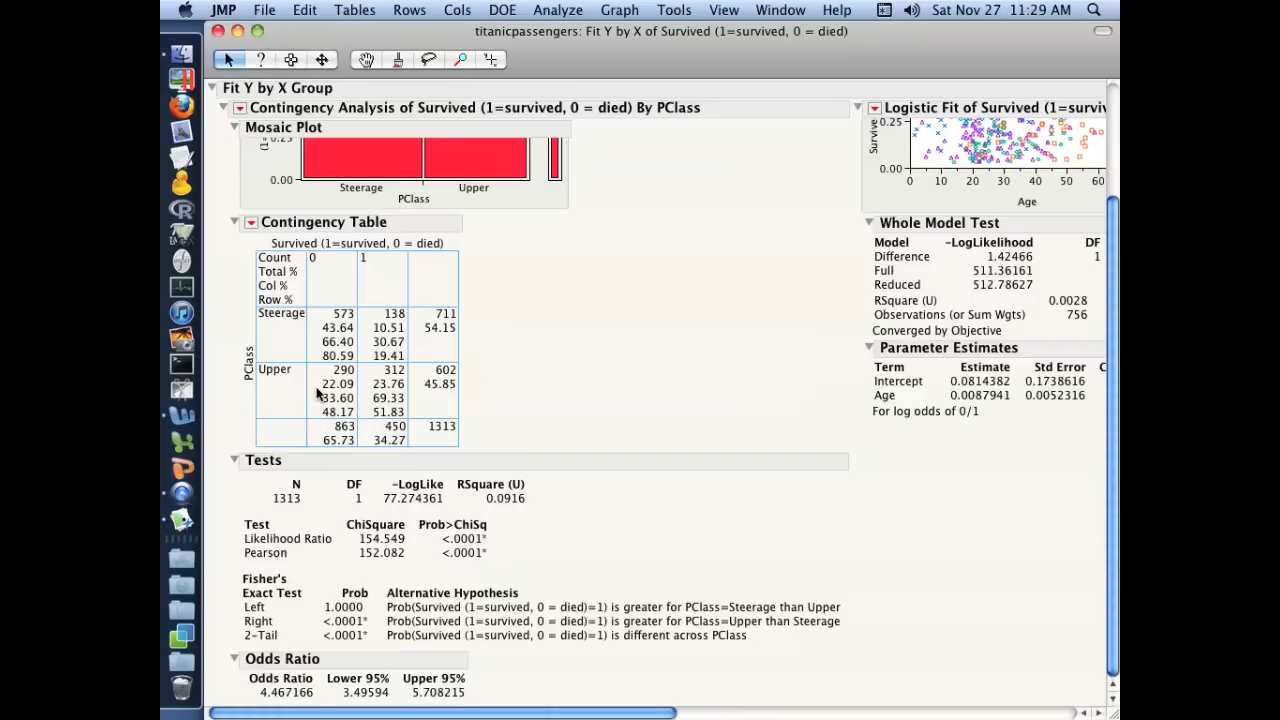 JMP File Edit Tables Rows Cols DOE Analyze Graph Tools View Window Help Sat Nov 27 11:29 AM
titanicpassengers: Fit Y by X of Survived (1=survived, 0 = died)
Fit Y by X Group
Contingency Analysis of Survived (1=survived, 0 = died) By PClass
Mosaic Plot
0.25
(1=
0.00
Steerage Upper
PClass
Contingency Table
Survived (1=survived, 0 = died)
Count 0 1
Total %
Col %
Row %
PClass
Steerage 573 138 711
43.64 10.51 54.15
66.40 30.67
80.59 19.41
Upper 290 312 602
22.09 23.76 45.85
33.60 69.33
48.17 51.83
863 450 1313
65.73 34.27
Tests
N DF -LogLike RSquare (U)
1313 1 77.274361 0.0916
Test ChiSquare Prob>ChiSq
Likelihood Ratio 154.549 <.0001*
Pearson 152.082 <.0001*
Fisher's
Exact Test Prob Alternative Hypothesis
Left 1.0000 Prob(Survived (1=survived, 0 = died)=1) is greater for PClass=Steerage than Upper
Right <.0001* Prob(Survived (1=survived, 0 = died)=1) is greater for PClass=Upper than Steerage
2-Tail <.0001* Prob(Survived (1=survived, 0 = died)=1) is different across PClass
Odds Ratio
Odds Ratio Lower 95% Upper 95%
4.467166 3.49594 5.708215
Logistic Fit of Survived (1=surviv
Survive
0.25
0.00
0 10 20 30 40 50 60
Age
Whole Model Test
Model -LogLikelihood DF
Difference 1.42466 1
Full 511.36161
Reduced 512.78627
RSquare (U) 0.0028
Observations (or Sum Wgts) 756
Converged by Objective
Parameter Estimates
Term Estimate Std Error C
Intercept 0.0814382 0.1738616
Age 0.0087941 0.0052316
For log odds of 0/1